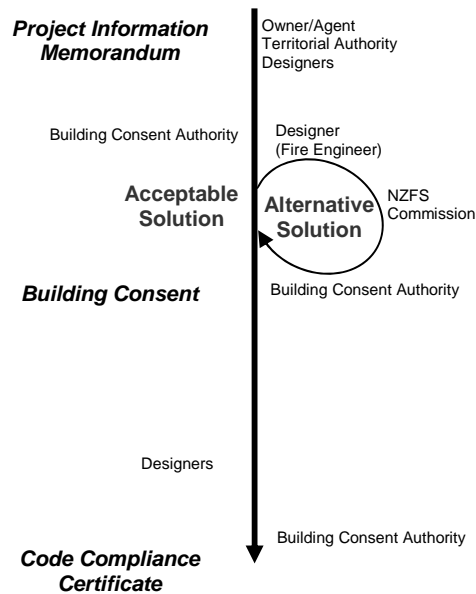 Project Information
Memorandum
Owner/Agent
Territorial Authority
Designers
Building Consent Authority
Designer
(Fire Engineer)
Acceptable
Solution
Alternative
Solution
NZFS
Commission
Building Consent
Building Consent Authority
Designers
Building Consent Authority
Code Compliance
Certificate